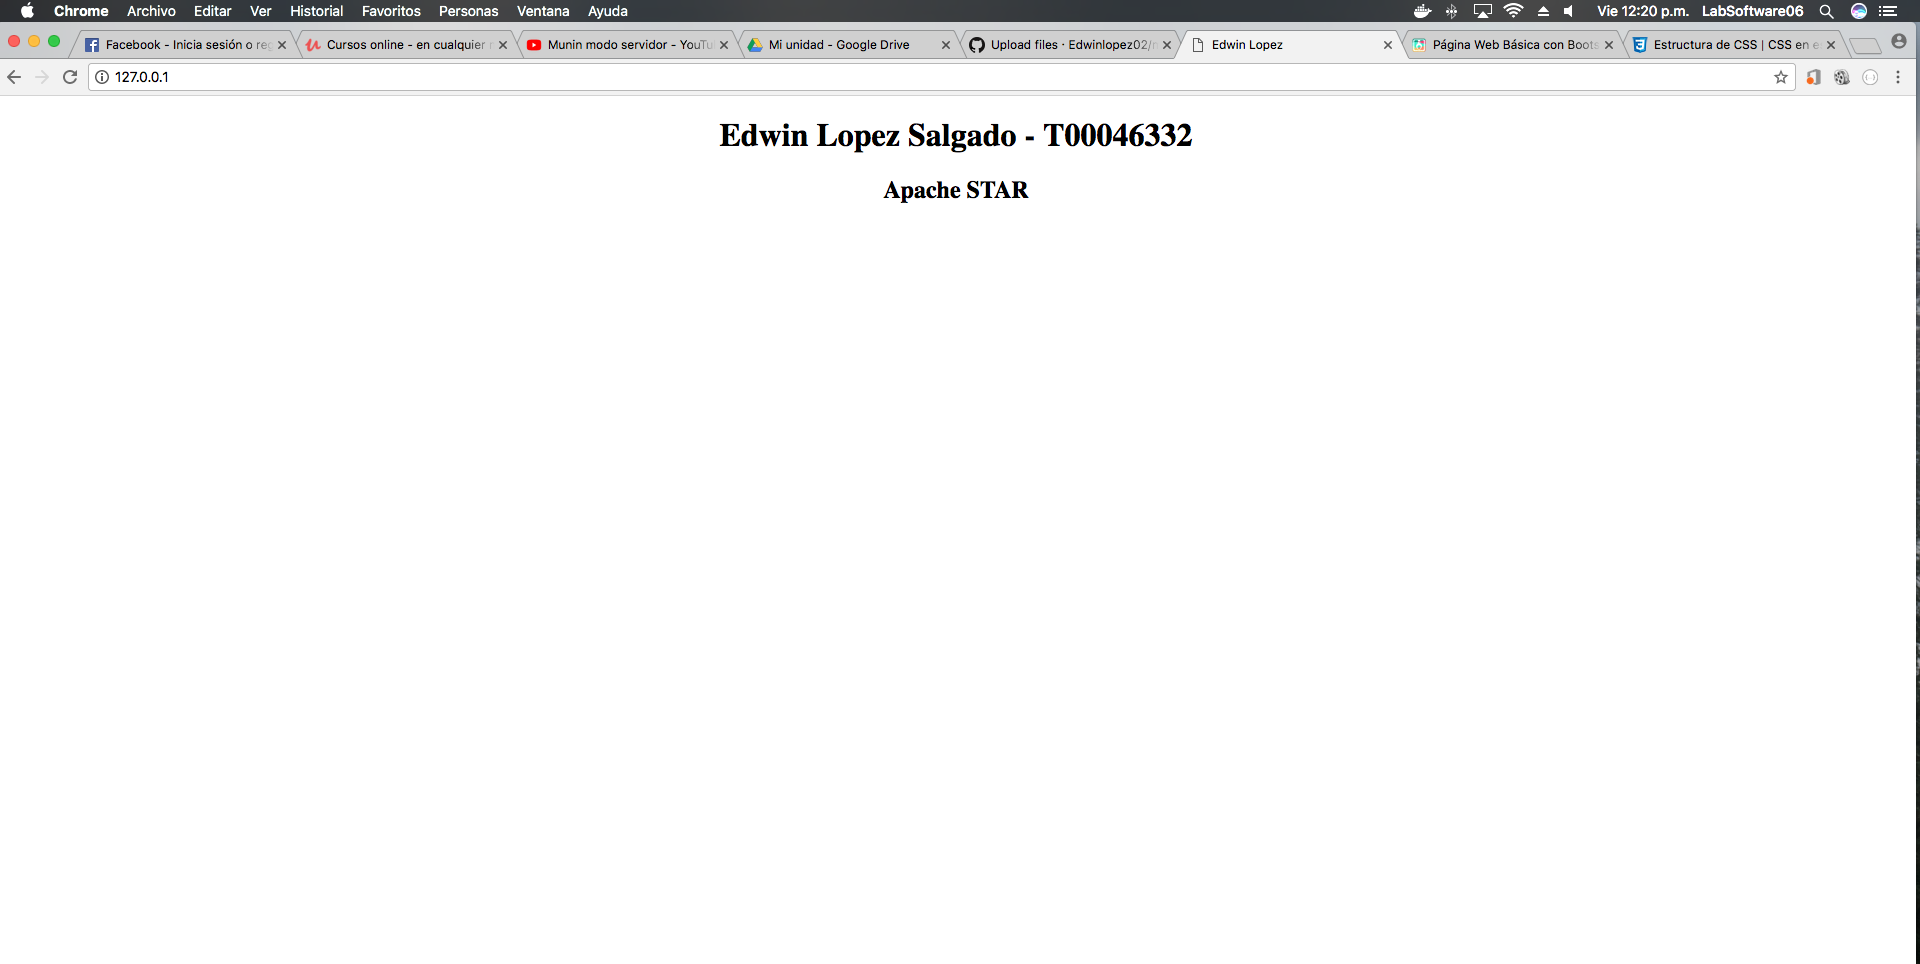 Chrome Archivo Editar Ver Historial Favoritos Personas Ventana Ayuda Vie 12:20 p.m. LabSoftware06
Facebook - Inicia sesión o reg Cursos online - en cualquier Munin modo servidor - YouTu Mi unidad - Google Drive Upload files · Edwinlopez02/ Edwin Lopez Página Web Básica con Boots Estructura de CSS | CSS en e
127.0.0.1
Edwin Lopez Salgado - T00046332
Apache STAR